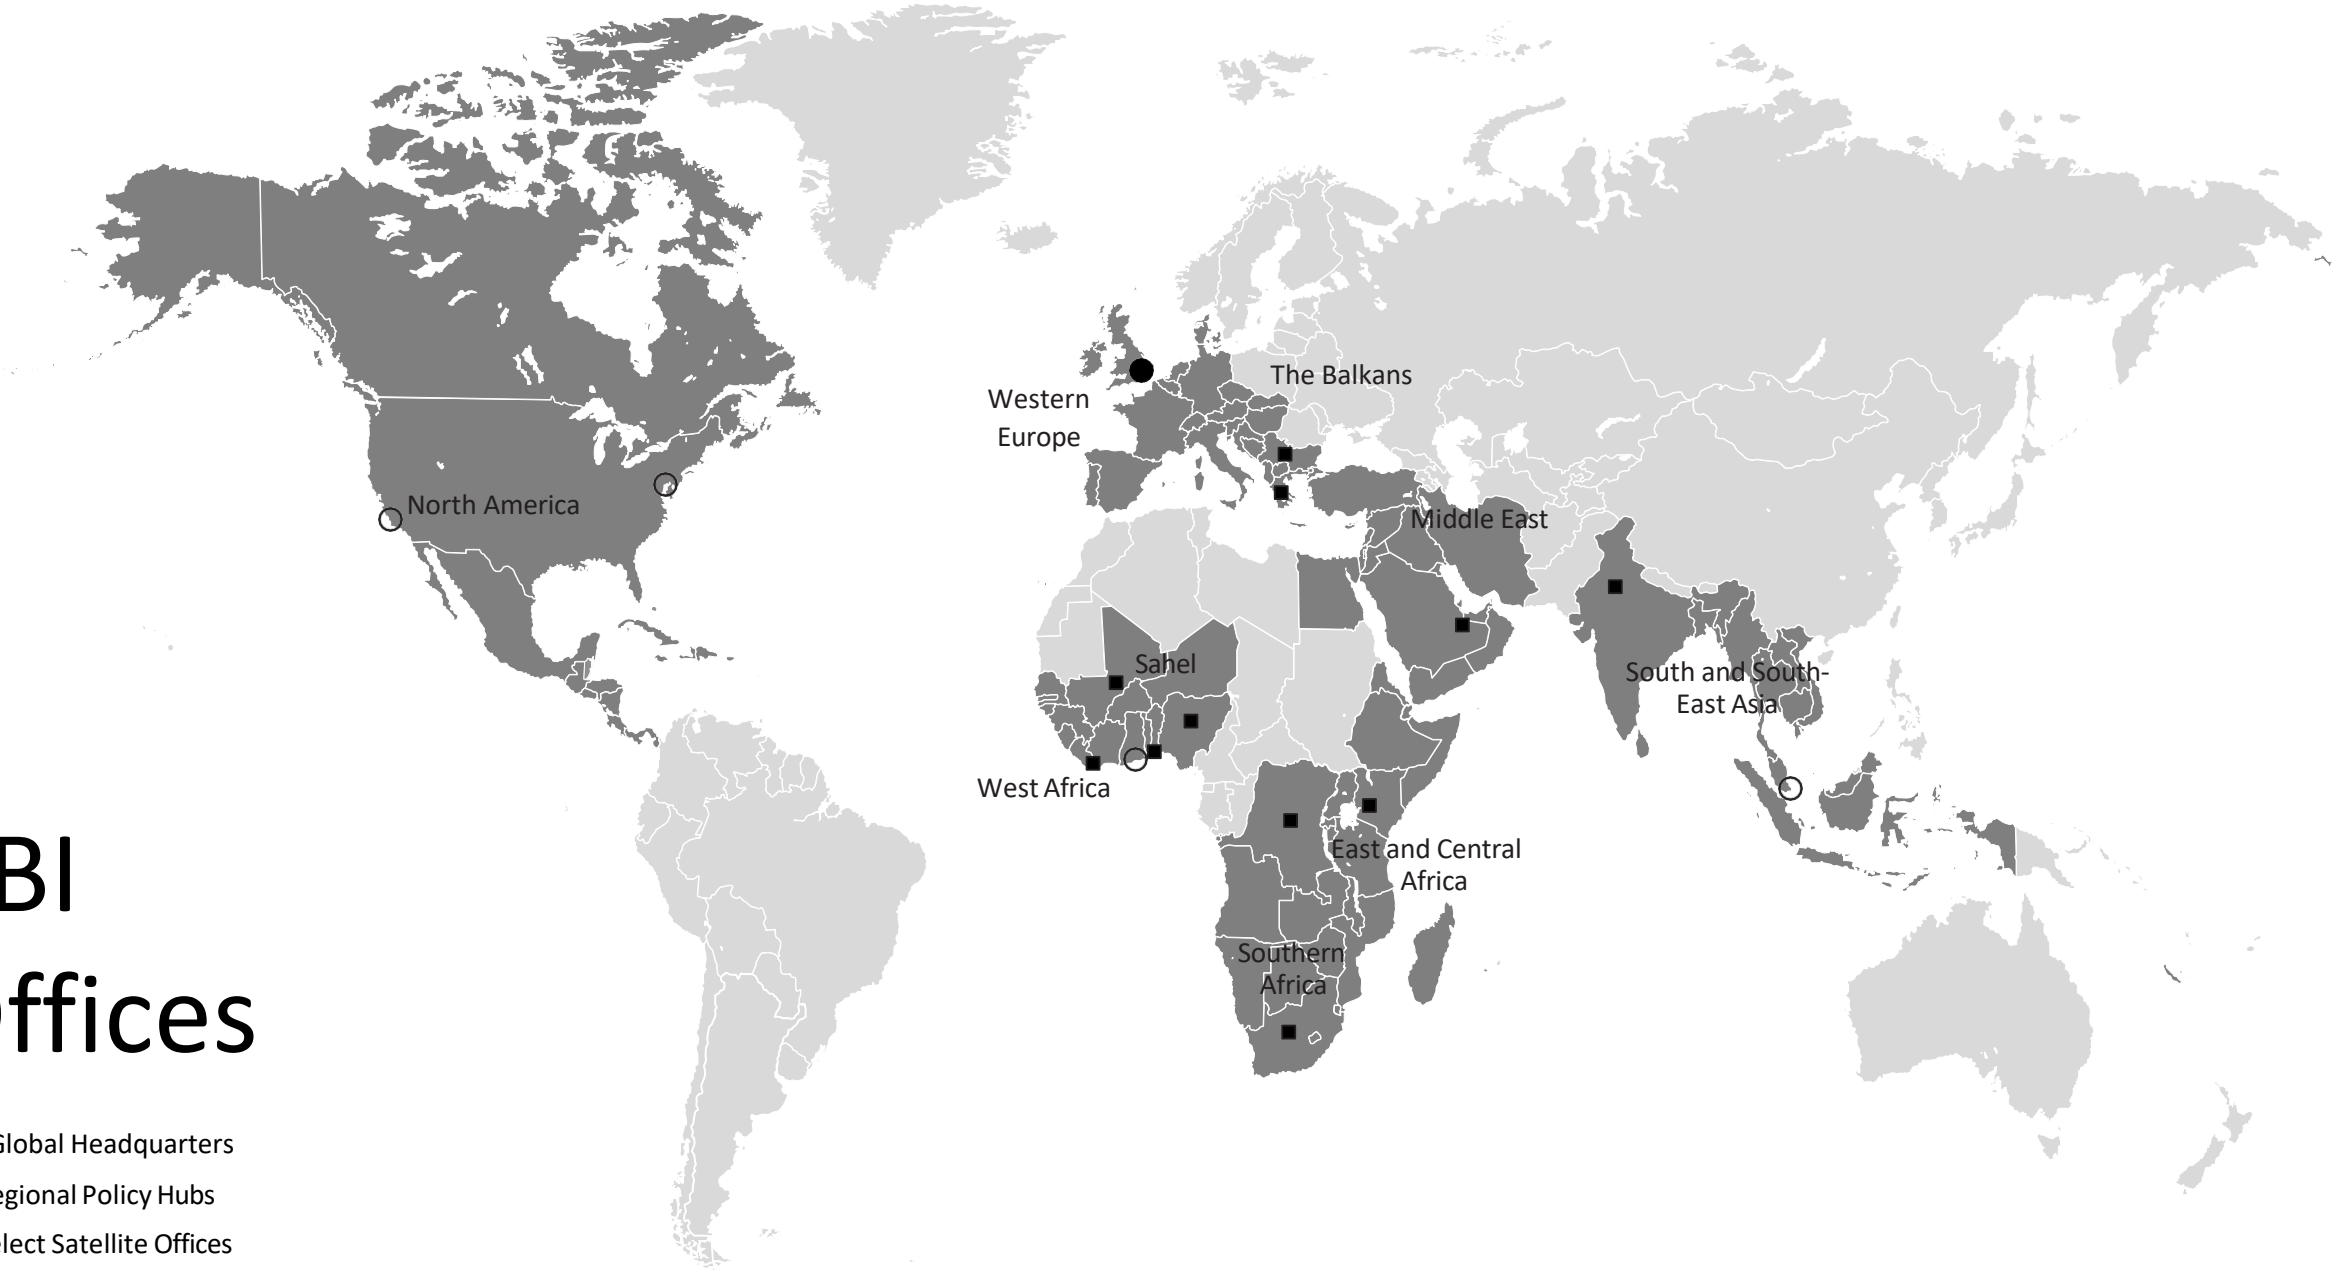 The Balkans
Western
Europe
North America
Middle East
Sahel
South and South-
East Asia
West Africa
East and Central
Africa
Southern
Africa
BI
ffices
Global Headquarters
egional Policy Hubs
elect Satellite Offices